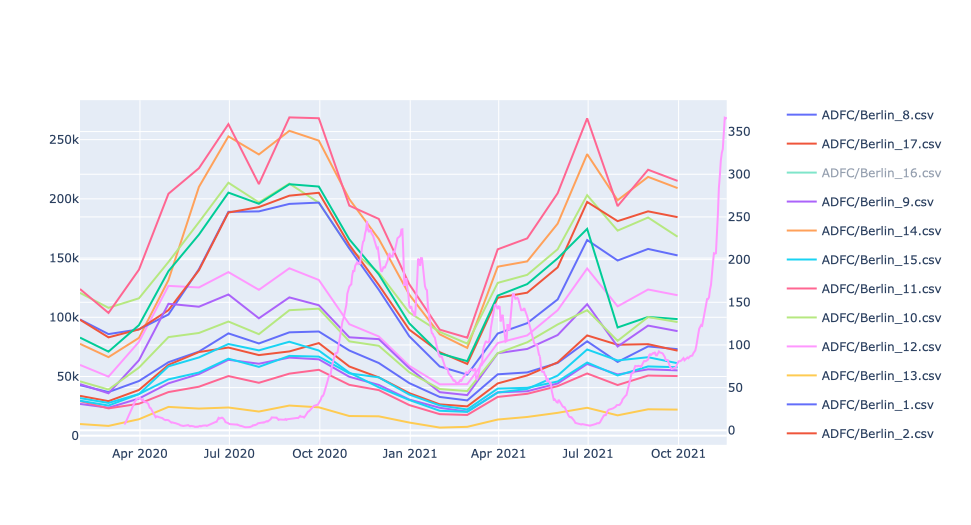 250k
200k
150k
100k
50k
0
350
300
250
200
150
100
50
0
Apr 2020
Jul 2020
Oct 2020
Jan 2021
Apr 2021
Jul 2021
Oct 2021
ADFC/Berlin_8.csv
ADFC/Berlin_17.csv
ADFC/Berlin_16.csv
ADFC/Berlin_9.csv
ADFC/Berlin_14.csv
ADFC/Berlin_15.csv
ADFC/Berlin_11.csv
ADFC/Berlin_10.csv
ADFC/Berlin_12.csv
ADFC/Berlin_13.csv
ADFC/Berlin_1.csv
ADFC/Berlin_2.csv